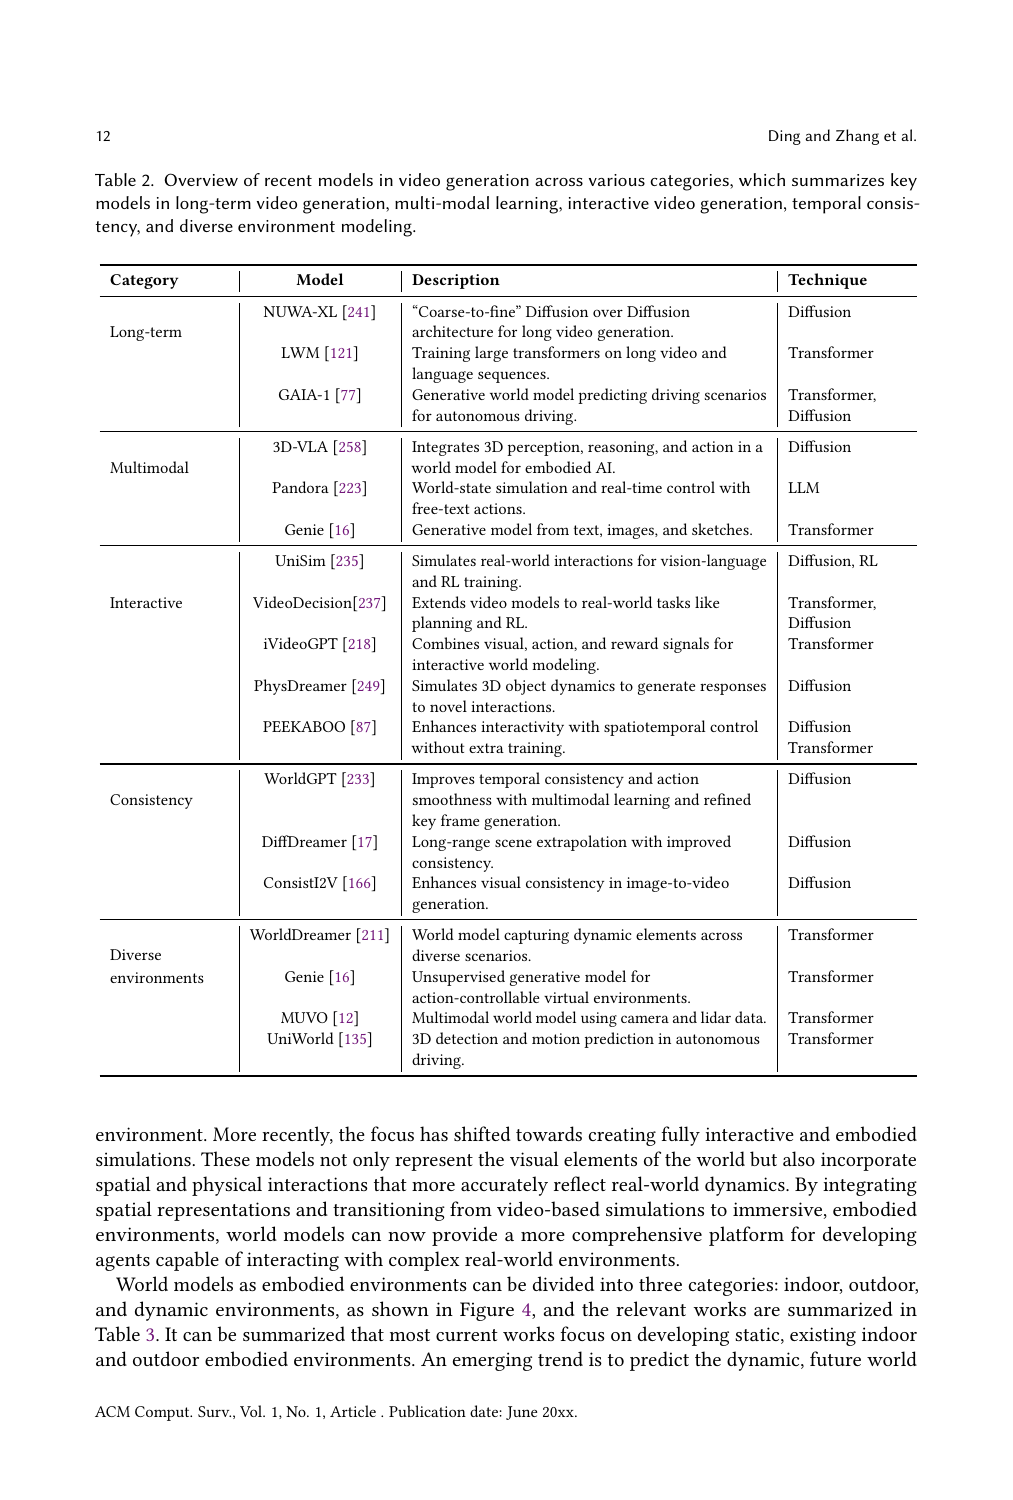 12
Ding and Zhang et al.
Table 2. Overview of recent models in video generation across various categories, which summarizes key
models in long-term video generation, multi-modal learning, interactive video generation, temporal consis-
tency, and diverse environment modeling.
Category Model Description Technique
NUWA-XL [241] “Coarse-to-fine” Diffusion over Diffusion Diffusion
Long-term architecture for long video generation.
LWM [121] Training large transformers on long video and Transformer
language sequences.
GAIA-1 [77] Generative world model predicting driving scenarios Transformer,
for autonomous driving. Diffusion
3D-VLA [258] Integrates 3D perception, reasoning, and action in a Diffusion
Multimodal world model for embodied AI.
Pandora [223] World-state simulation and real-time control with LLM
free-text actions.
Genie [16] Generative model from text, images, and sketches. Transformer
UniSim [235] Simulates real-world interactions for vision-language Diffusion, RL
and RL training.
Interactive VideoDecision[237] Extends video models to real-world tasks like Transformer,
planning and RL. Diffusion
iVideoGPT [218] Combines visual, action, and reward signals for Transformer
interactive world modeling.
PhysDreamer [249] Simulates 3D object dynamics to generate responses Diffusion
to novel interactions.
PEEKABOO [87] Enhances interactivity with spatiotemporal control Diffusion
without extra training. Transformer
WorldGPT [233] Improves temporal consistency and action Diffusion
Consistency smoothness with multimodal learning and refined
key frame generation.
DiffDreamer [17] Long-range scene extrapolation with improved Diffusion
consistency.
ConsistI2V [166] Enhances visual consistency in image-to-video Diffusion
generation.
WorldDreamer [211] World model capturing dynamic elements across Transformer
Diverse diverse scenarios.
environments Genie [16] Unsupervised generative model for Transformer
action-controllable virtual environments.
MUVO [12] Multimodal world model using camera and lidar data. Transformer
UniWorld [135] 3D detection and motion prediction in autonomous Transformer
driving.
environment. More recently, the focus has shifted towards creating fully interactive and embodied
simulations. These models not only represent the visual elements of the world but also incorporate
spatial and physical interactions that more accurately reflect real-world dynamics. By integrating
spatial representations and transitioning from video-based simulations to immersive, embodied
environments, world models can now provide a more comprehensive platform for developing
agents capable of interacting with complex real-world environments.
World models as embodied environments can be divided into three categories: indoor, outdoor,
and dynamic environments, as shown in Figure 4, and the relevant works are summarized in
Table 3. It can be summarized that most current works focus on developing static, existing indoor
and outdoor embodied environments. An emerging trend is to predict the dynamic, future world
ACM Comput. Surv., Vol. 1, No. 1, Article . Publication date: June 20xx.